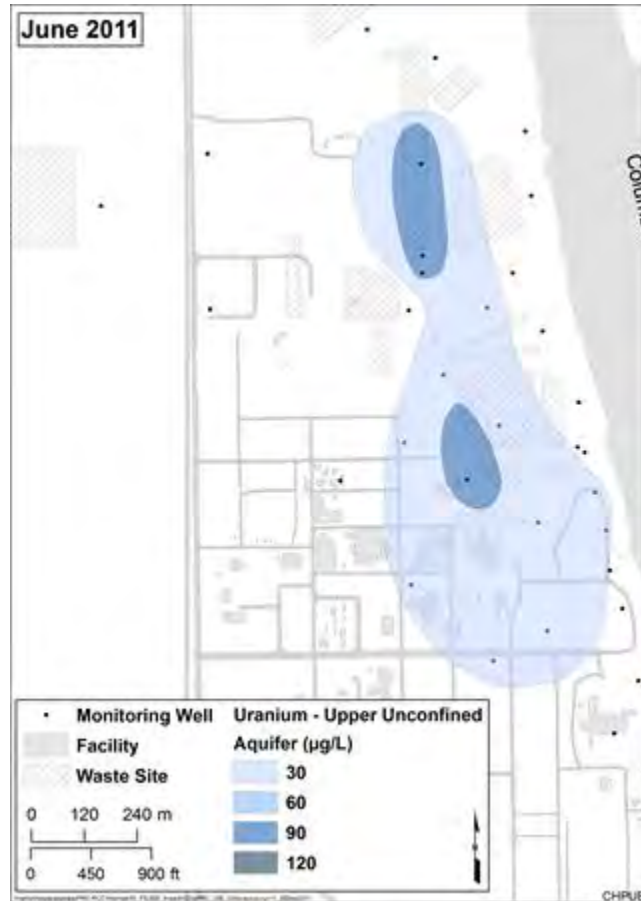 June 2011
Colum
Monitoring Well
Facility
Waste Site
0 120 240 m
0 450 900 ft
Uranium - Upper Unconfined
Aquifer (µg/L)
30
60
90
120
CHPUB